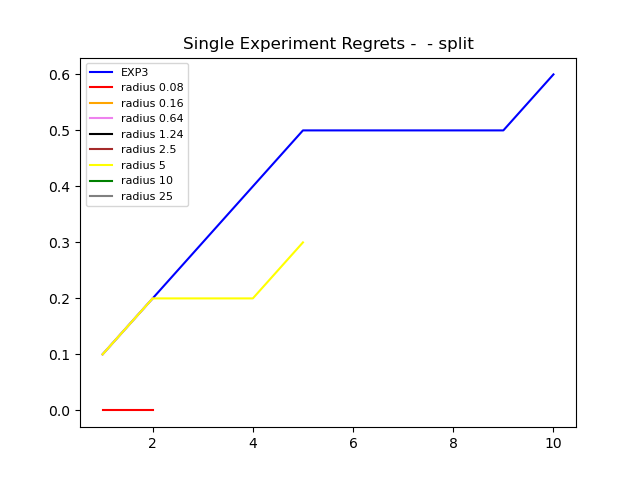 Single Experiment Regrets -  - split
EXP3
radius 0.08
radius 0.16
radius 0.64
radius 1.24
radius 2.5
radius 5
radius 10
radius 25
0.6
0.5
0.4
0.3
0.2
0.1
0.0
2 4 6 8 10